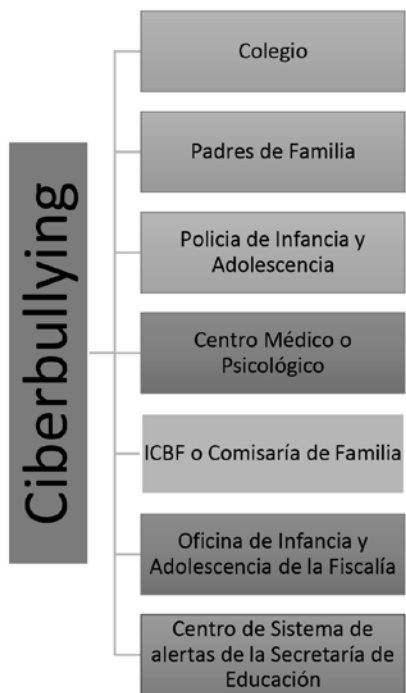 Ciberbullying
Colegio
Padres de Familia
Policia de Infancia y
Adolescencia
Centro Médico o
Psicológico
ICBF o Comisaría de Familia
Oficina de Infancia y
Adolescencia de la Fiscalía
Centro de Sistema de
alertas de la Secretaría de
Educación